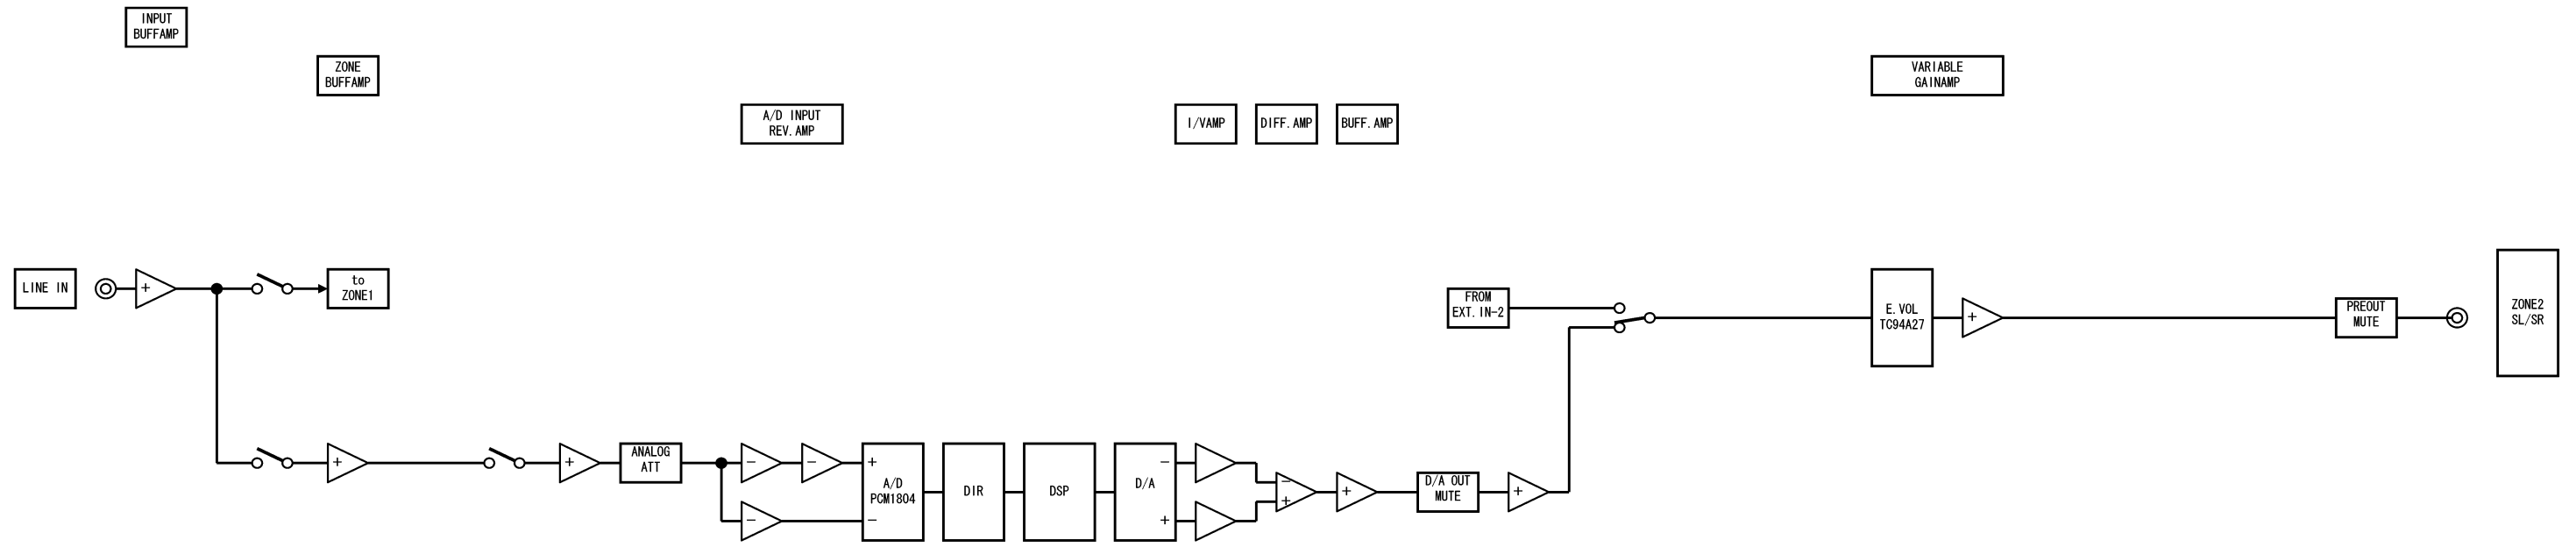 INPUT
BUFFAMP
ZONE
BUFFAMP
VARIABLE
GAINAMP
A/D INPUT
REV.AMP
I/VAMP
DIFF.AMP
BUFF.AMP
LINE IN
+
to
ZONE1
FROM
EXT.IN-2
E.VOL
TC94A27
+
PREOUT
MUTE
ZONE2
SL/SR
+
+
ANALOG
ATT
−
−
−
+
A/D
PCM1804
−
DIR
DSP
−
D/A
+
−
+
+
D/A OUT
MUTE
+